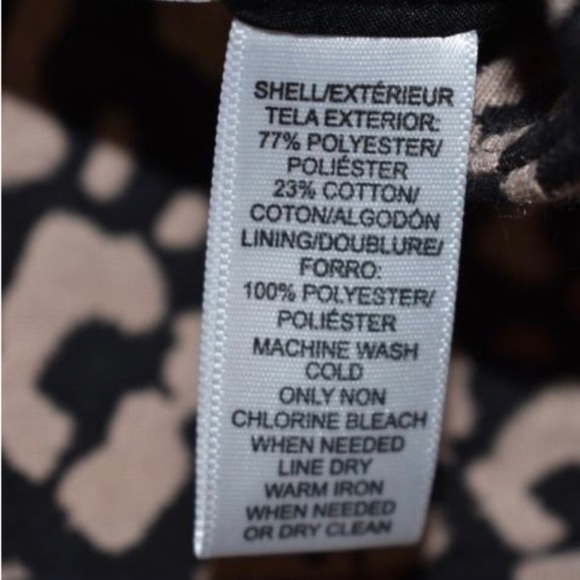 SHELL/EXTÉRIEUR
TELA EXTERIOR:
77% POLYESTER/
POLIÉSTER
23% COTTON/
COTON/ALGODÓN
LINING/DOUBLURE/
FORRO:
100% POLYESTER/
POLIÉSTER
MACHINE WASH
COLD
ONLY NON
CHLORINE BLEACH
WHEN NEEDED
LINE DRY
WARM IRON
WHEN NEEDED
OR DRY CLEAN